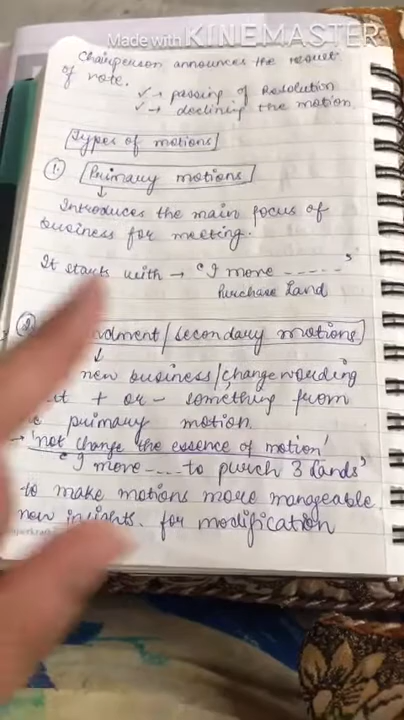 Made with KINEMASTER
Chairperson announces the result
of vote.
✓→ passing of Resolution
✓→ declining the motion
Types of motions
1. Primary motions
↓
Introduces the main focus of
business for meeting.
It starts with → "I move -----"
Purchase Land
2. ndment/secondary motions
↓
new business/change wording
+ or - something from
primary motion.
→ 'not change the essence of motion'
"I move ---- to purch 3 lands"
to make motions more manageable
new insights. for modification